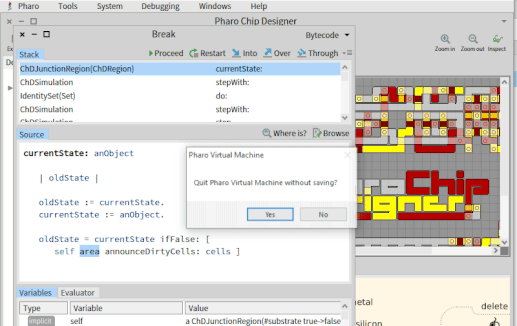 Pharo Tools System Debugging Windows Help
Pharo Chip Designer
Break
Bytecode
Stack
Proceed Restart Into Over Through
ChDJunctionRegion(ChDRegion) currentState:
ChDSimulation stepWith:
IdentitySet(Set) do:
ChDSimulation stepWith:
ChDSimulation step
Source
Where is? Browse
currentState: anObject
| oldState |
oldState := currentState.
currentState := anObject.
oldState = currentState ifFalse: [
self area announceDirtyCells: cells ]
Variables Evaluator
Type Variable Value
implicit self a ChDJunctionRegion(#substrate true->false
Pharo Virtual Machine
Quit Pharo Virtual Machine without saving?
Yes No
Zoom in Zoom out Inspect
Chip
igner
etal
delete
silicon